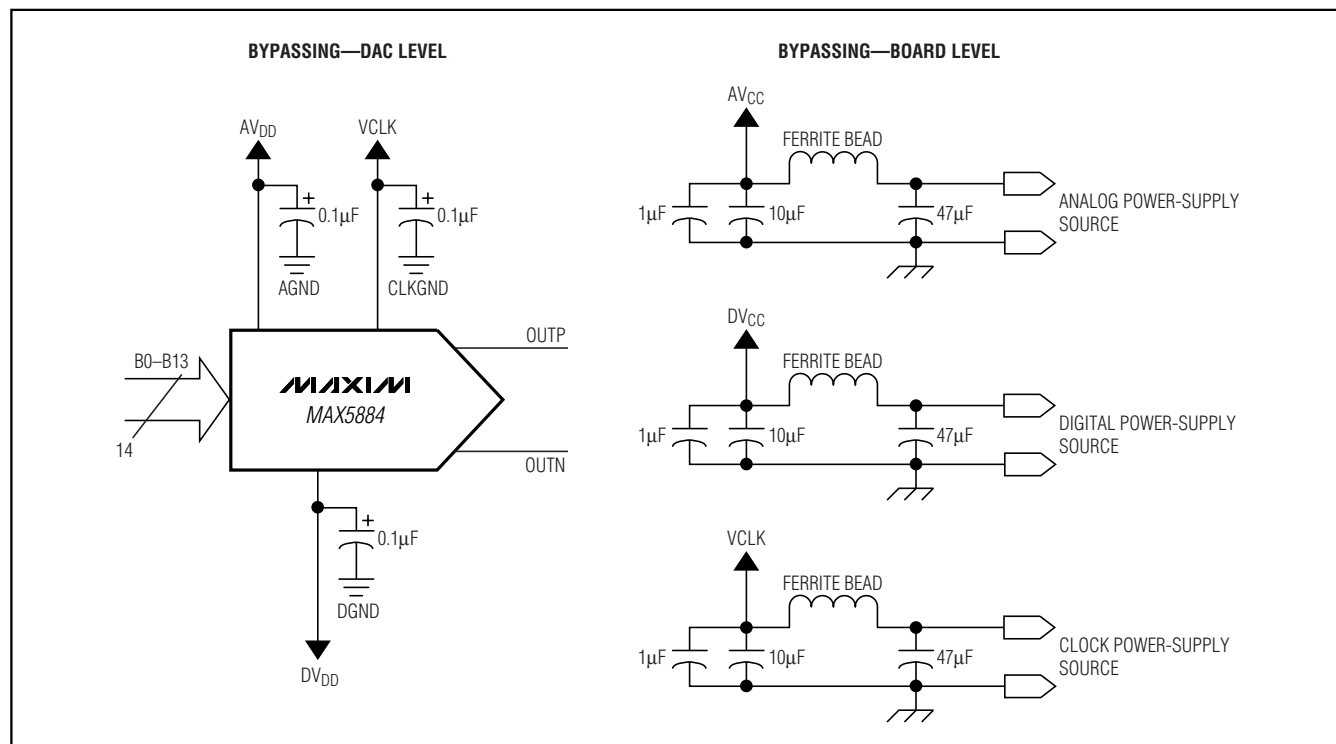 BYPASSING—DAC LEVEL
AVDD
VCLK
+
0.1µF
+
0.1µF
AGND
CLKGND
B0–B13
14
MAXIM
MAX5884
OUTP
OUTN
+
0.1µF
DGND
DVDD
BYPASSING—BOARD LEVEL
AVCC
FERRITE BEAD
1µF
10µF
47µF
ANALOG POWER-SUPPLY
SOURCE
DVCC
FERRITE BEAD
1µF
10µF
47µF
DIGITAL POWER-SUPPLY
SOURCE
VCLK
FERRITE BEAD
1µF
10µF
47µF
CLOCK POWER-SUPPLY
SOURCE